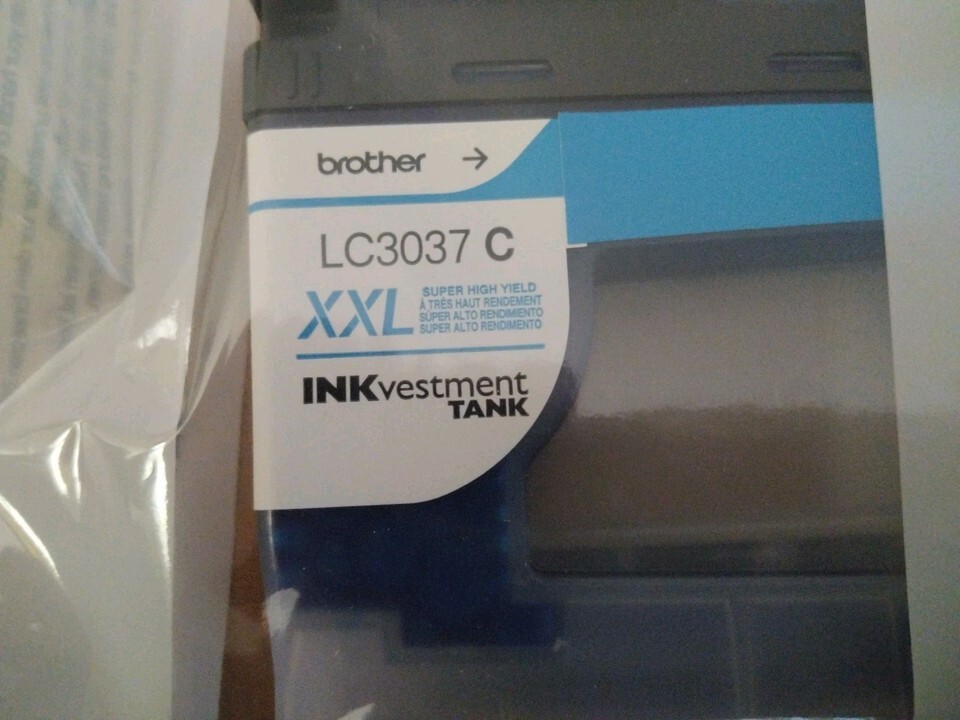 brother →
LC3037 C
XXL
SUPER HIGH YIELD
À TRÈS HAUT RENDEMENT
SÚPER ALTO RENDIMIENTO
SUPER ALTO RENDIMENTO
INKvestment
TANK